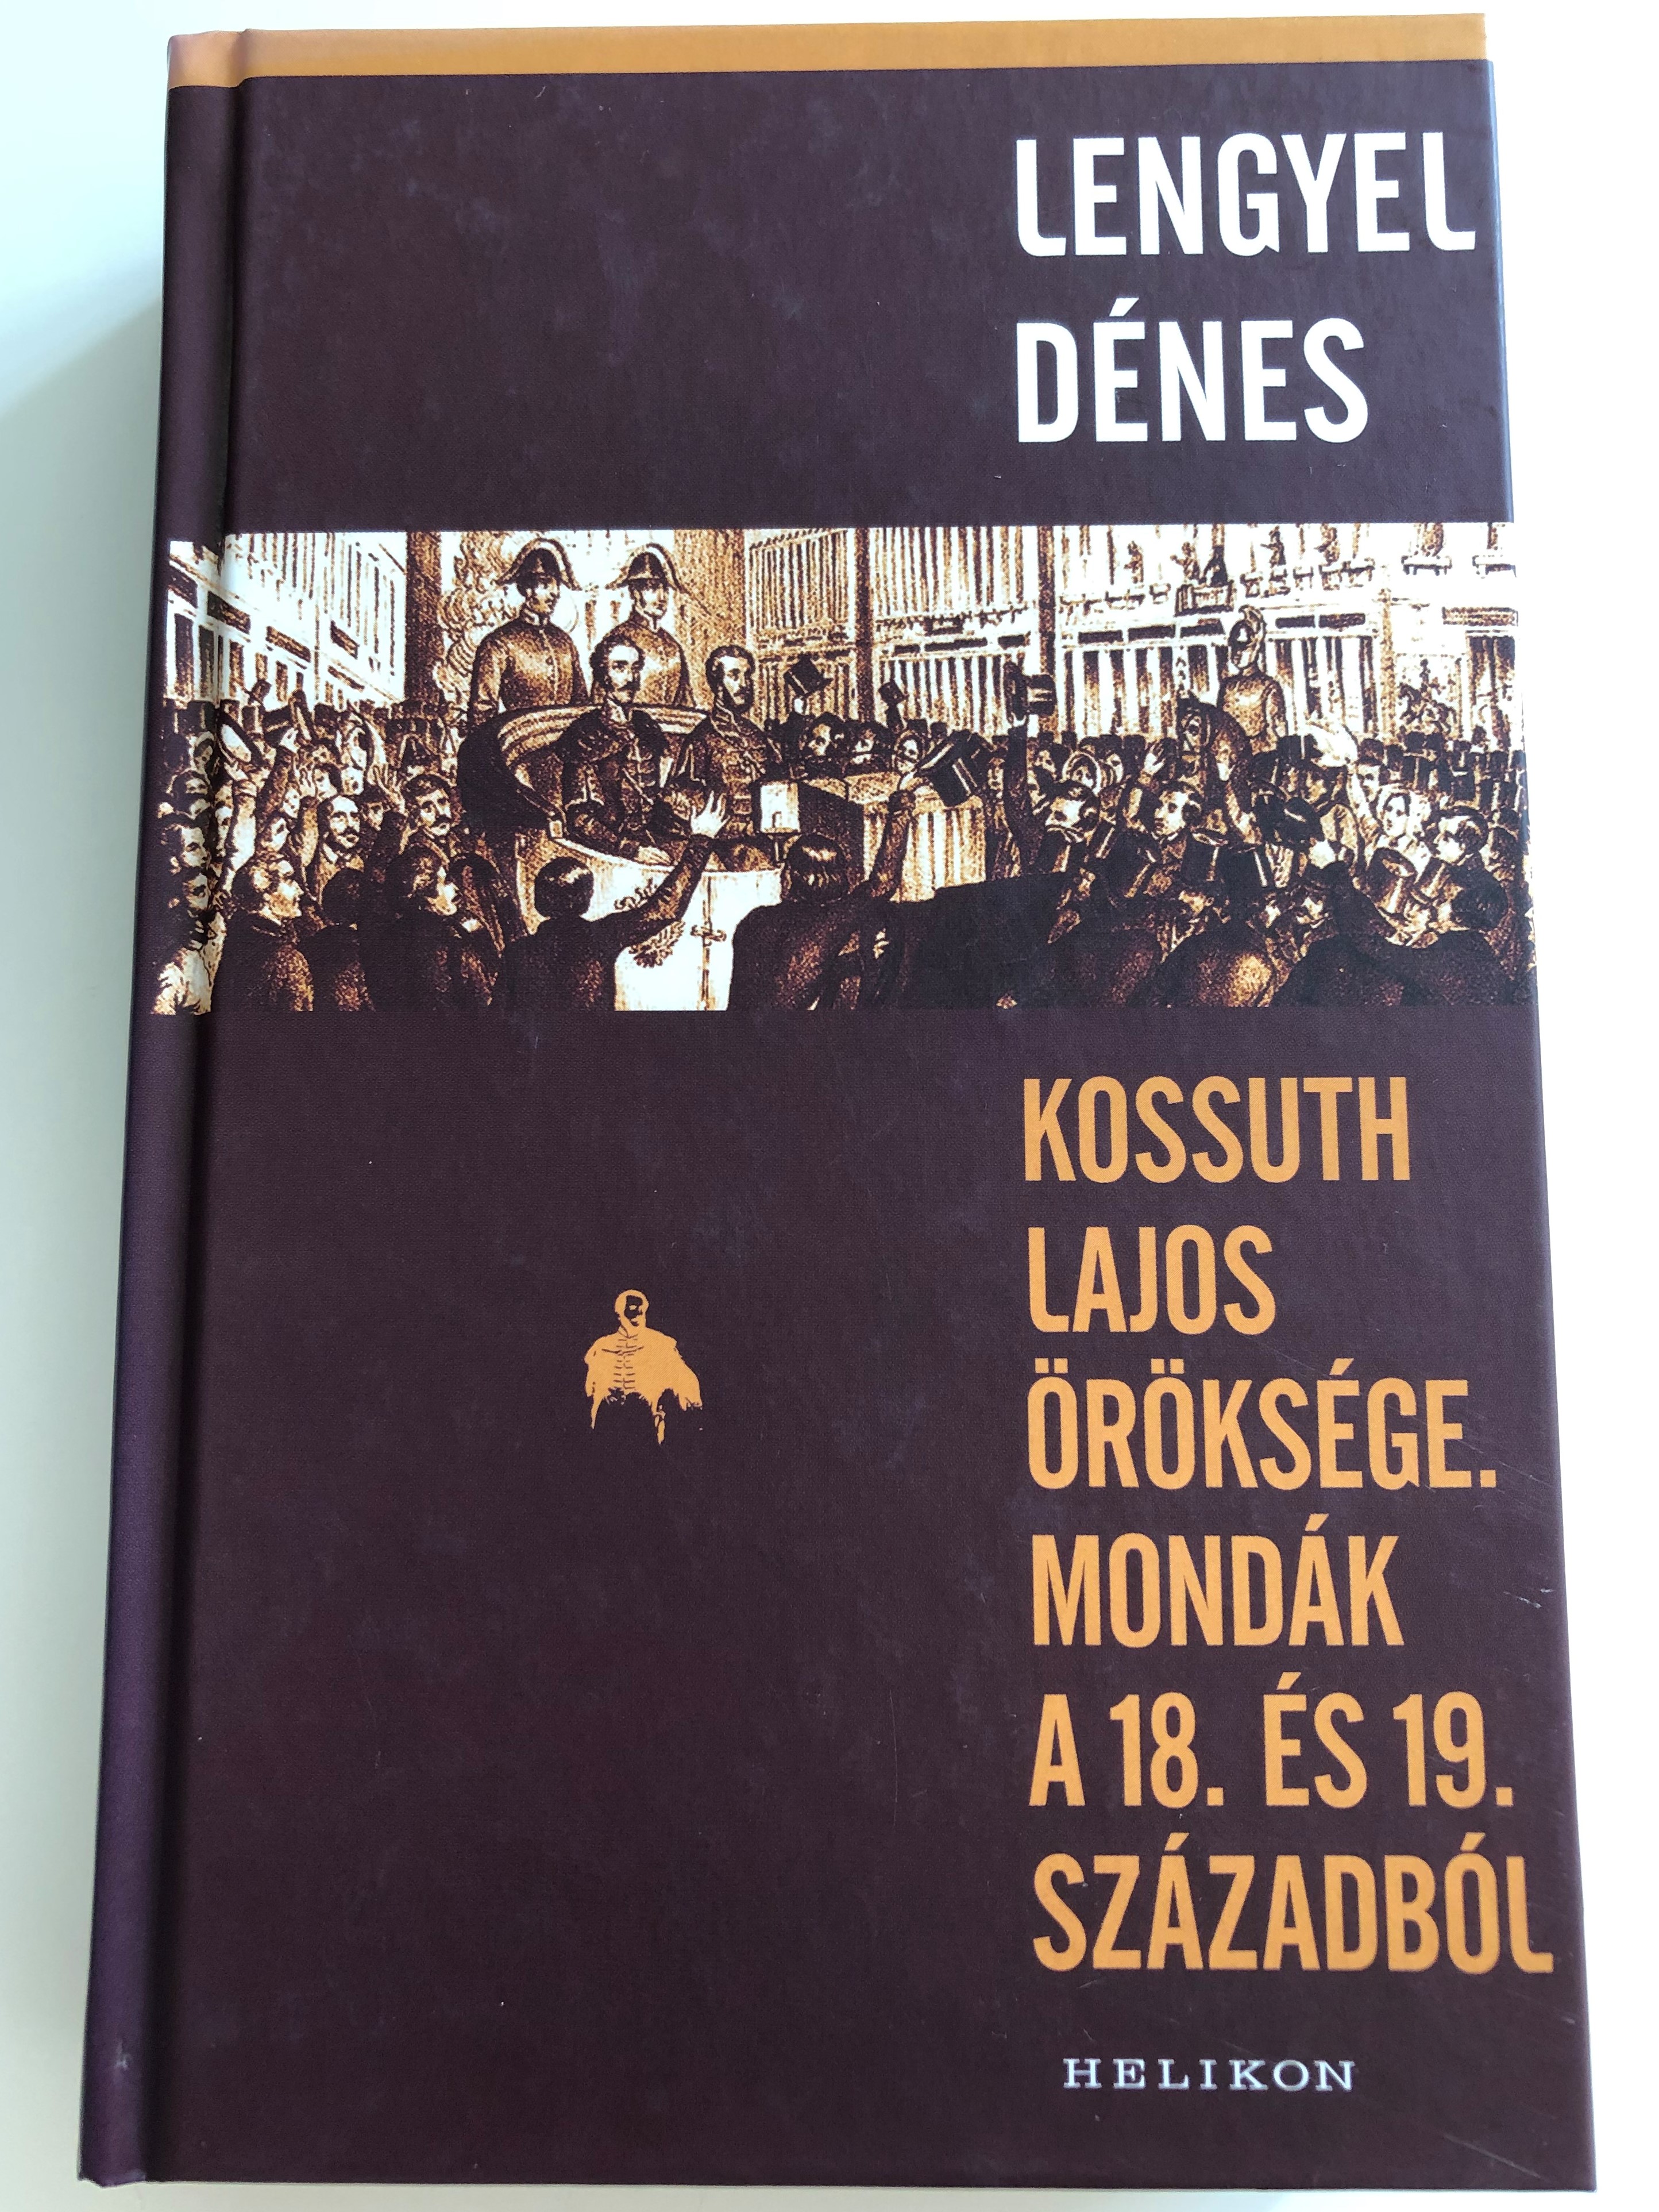 LENGYEL
DÉNES
KOSSUTH
LAJOS
ÖRÖKSÉGE.
MONDÁK
A 18. ÉS 19.
SZÁZADBÓL
HELIKON